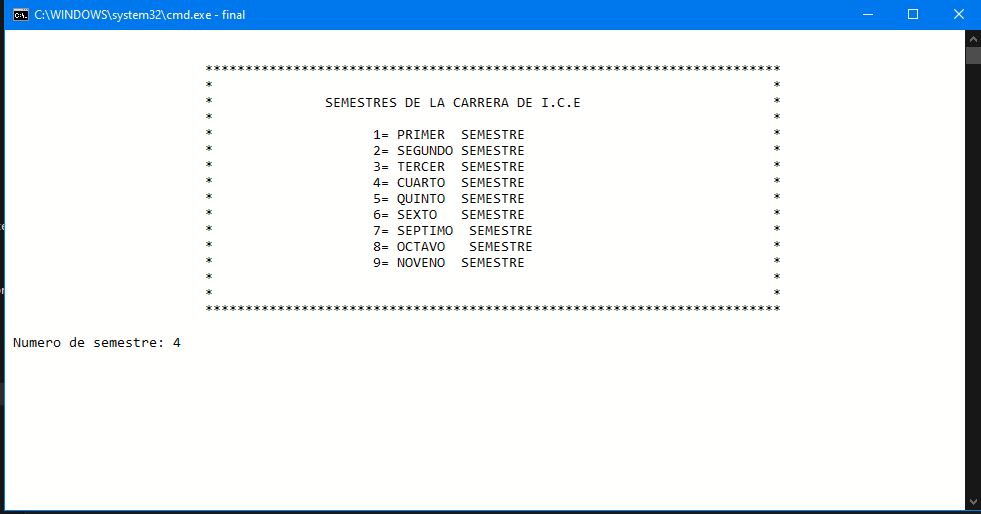 C:\WINDOWS\system32\cmd.exe - final
************************************************************************
* *
* SEMESTRES DE LA CARRERA DE I.C.E *
* *
* 1= PRIMER SEMESTRE *
* 2= SEGUNDO SEMESTRE *
* 3= TERCER SEMESTRE *
* 4= CUARTO SEMESTRE *
* 5= QUINTO SEMESTRE *
* 6= SEXTO SEMESTRE *
* 7= SEPTIMO SEMESTRE *
* 8= OCTAVO SEMESTRE *
* 9= NOVENO SEMESTRE *
* *
* *
************************************************************************
Numero de semestre: 4